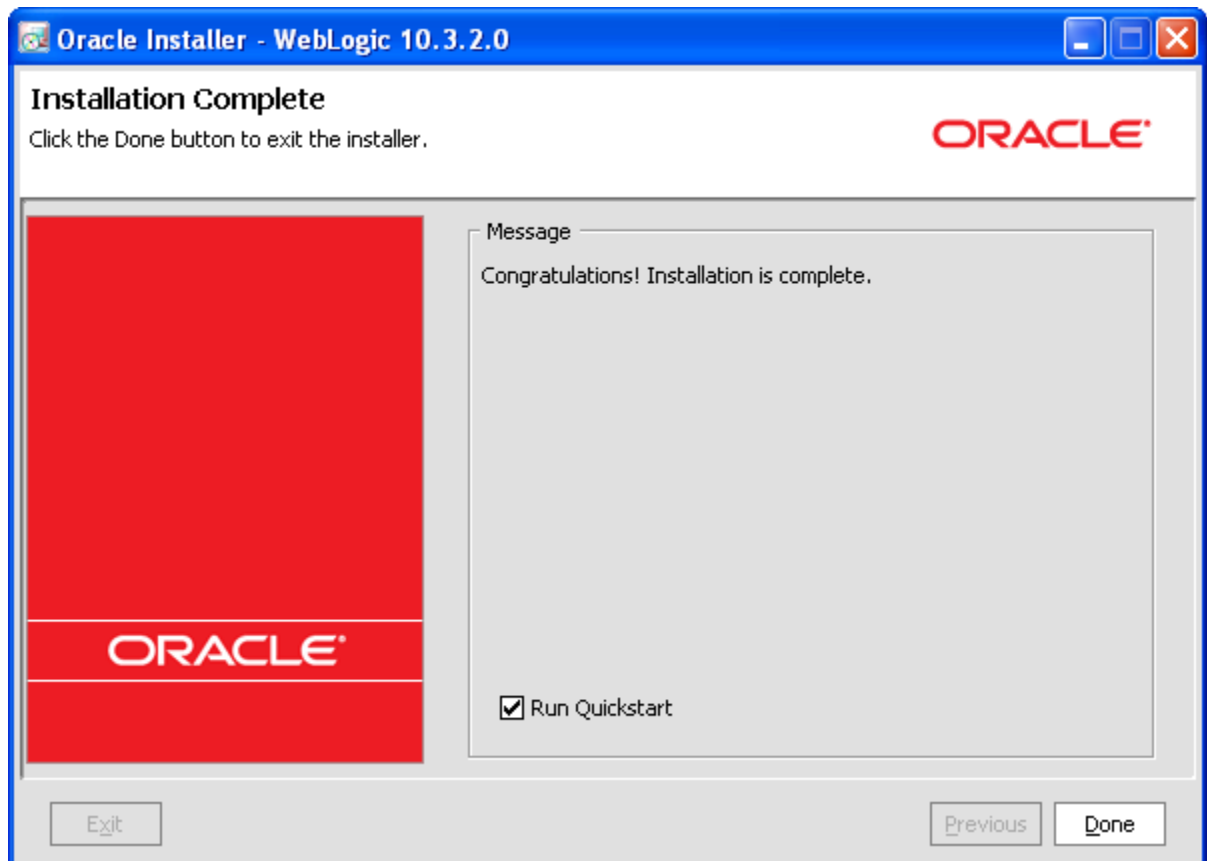 Oracle Installer - WebLogic 10.3.2.0
Installation Complete
Click the Done button to exit the installer.
ORACLE®
Message
Congratulations! Installation is complete.
ORACLE®
Run Quickstart
Exit
Previous
Done